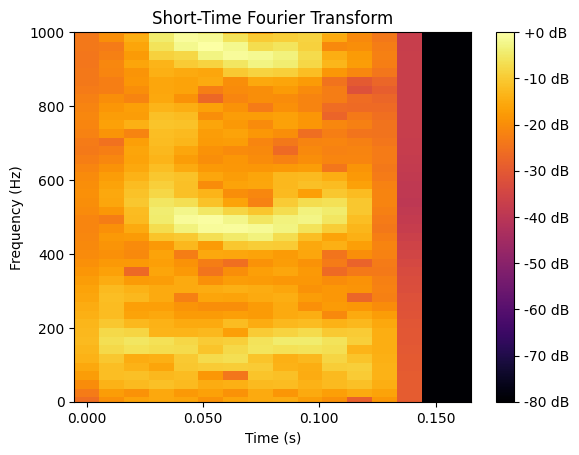 Short-Time Fourier Transform
Frequency (Hz)
1000
800
600
400
200
0
0.000
0.050
0.100
0.150
Time (s)
+0 dB
-10 dB
-20 dB
-30 dB
-40 dB
-50 dB
-60 dB
-70 dB
-80 dB